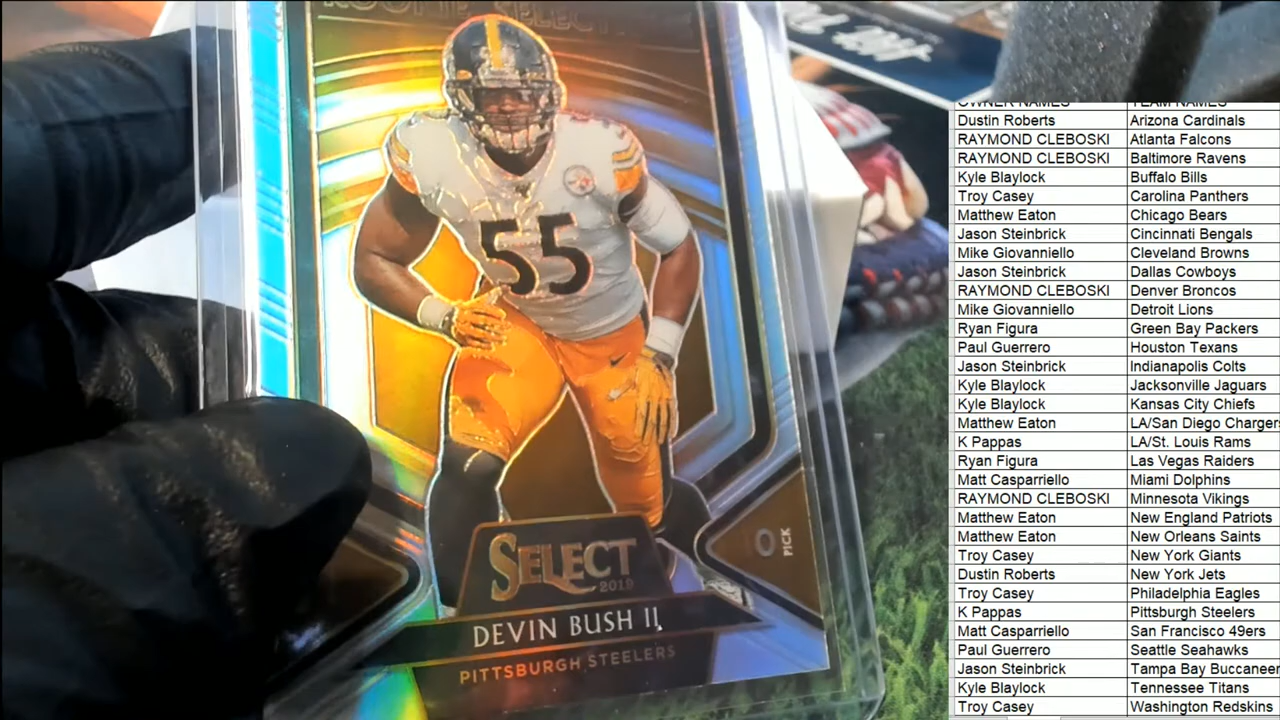 ROOKIE SELECT
55
SELECT
2019
DEVIN BUSH II
PITTSBURGH STEELERS
PICK
OWNER NAMES TEAM NAMES
Dustin Roberts Arizona Cardinals
RAYMOND CLEBOSKI Atlanta Falcons
RAYMOND CLEBOSKI Baltimore Ravens
Kyle Blaylock Buffalo Bills
Troy Casey Carolina Panthers
Matthew Eaton Chicago Bears
Jason Steinbrick Cincinnati Bengals
Mike Giovanniello Cleveland Browns
Jason Steinbrick Dallas Cowboys
RAYMOND CLEBOSKI Denver Broncos
Mike Giovanniello Detroit Lions
Ryan Figura Green Bay Packers
Paul Guerrero Houston Texans
Jason Steinbrick Indianapolis Colts
Kyle Blaylock Jacksonville Jaguars
Kyle Blaylock Kansas City Chiefs
Matthew Eaton LA/San Diego Chargers
K Pappas LA/St. Louis Rams
Ryan Figura Las Vegas Raiders
Matt Casparriello Miami Dolphins
RAYMOND CLEBOSKI Minnesota Vikings
Matthew Eaton New England Patriots
Matthew Eaton New Orleans Saints
Troy Casey New York Giants
Dustin Roberts New York Jets
Troy Casey Philadelphia Eagles
K Pappas Pittsburgh Steelers
Matt Casparriello San Francisco 49ers
Paul Guerrero Seattle Seahawks
Jason Steinbrick Tampa Bay Buccaneer
Kyle Blaylock Tennessee Titans
Troy Casey Washington Redskins